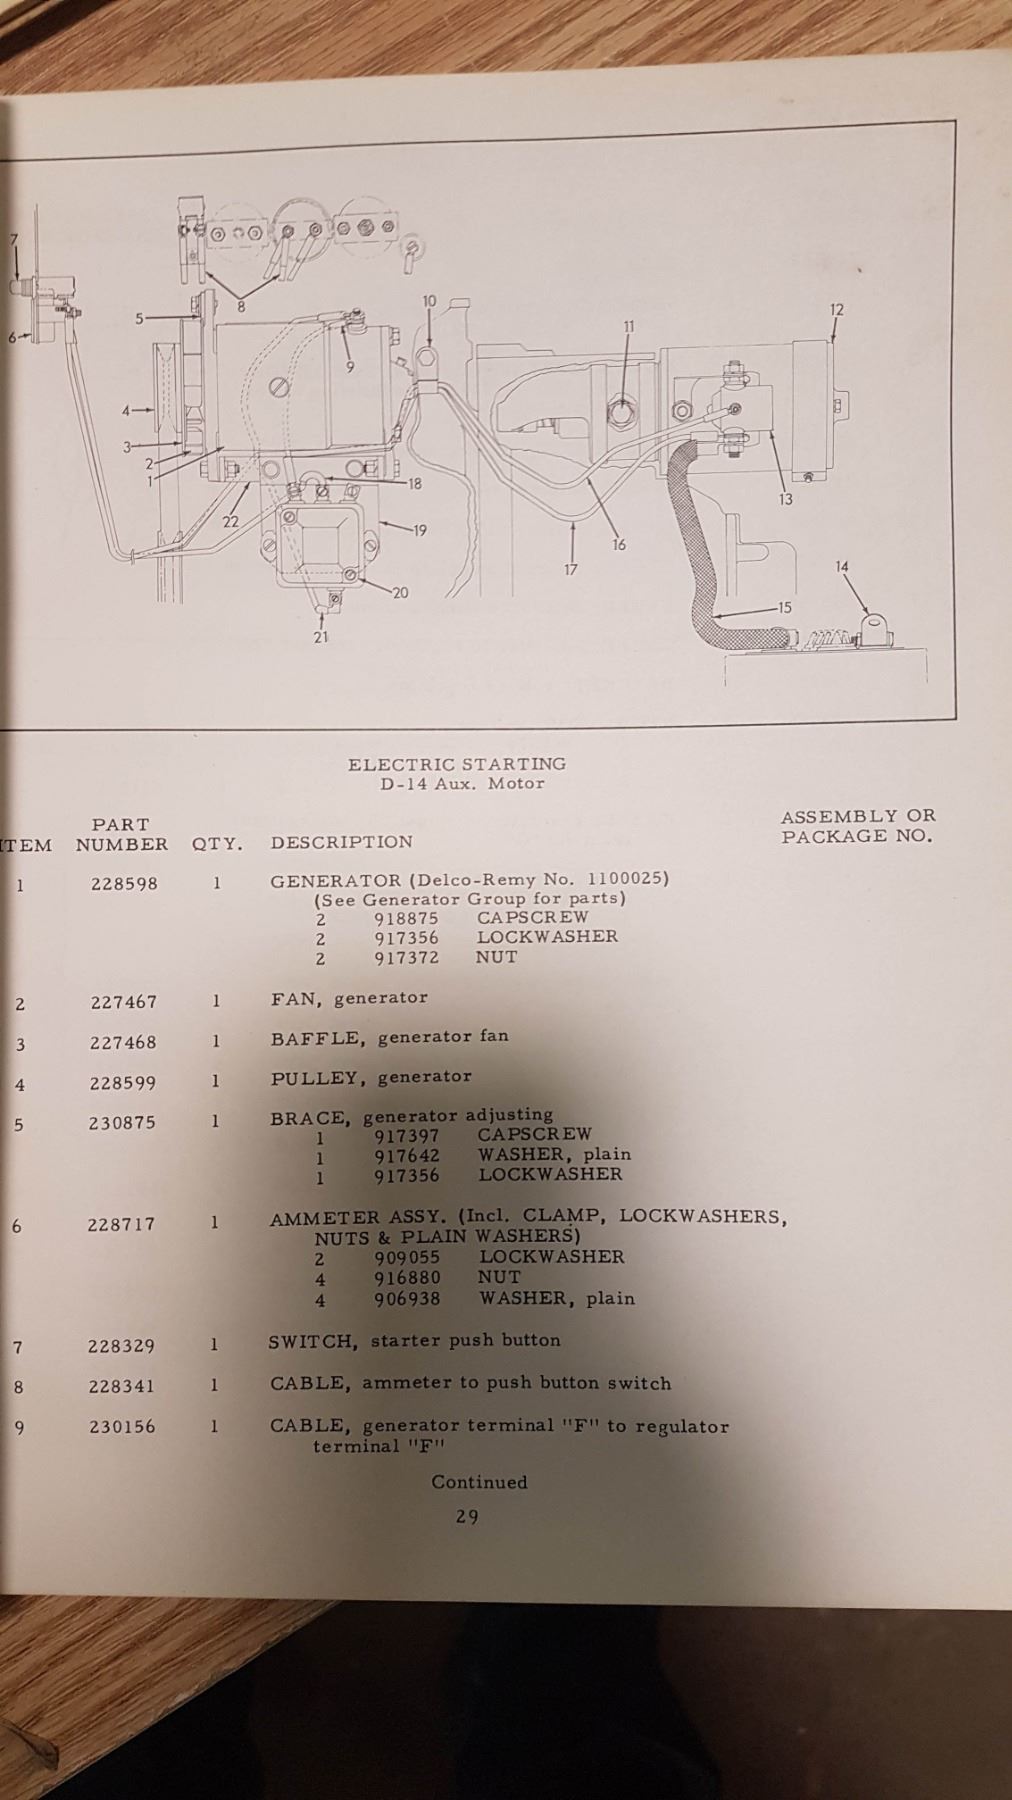 7
8
5
10
11
12
6
9
4
3
2
1
18
13
22
19
16
17
14
20
15
21
ELECTRIC STARTING
D-14 Aux. Motor
ITEM PART NUMBER QTY. DESCRIPTION ASSEMBLY OR PACKAGE NO.
1 228598 1 GENERATOR (Delco-Remy No. 1100025)
(See Generator Group for parts)
2 918875 CAPSCREW
2 917356 LOCKWASHER
2 917372 NUT
2 227467 1 FAN, generator
3 227468 1 BAFFLE, generator fan
4 228599 1 PULLEY, generator
5 230875 1 BRACE, generator adjusting
1 917397 CAPSCREW
1 917642 WASHER, plain
1 917356 LOCKWASHER
6 228717 1 AMMETER ASSY. (Incl. CLAMP, LOCKWASHERS,
NUTS & PLAIN WASHERS)
2 909055 LOCKWASHER
4 916880 NUT
4 906938 WASHER, plain
7 228329 1 SWITCH, starter push button
8 228341 1 CABLE, ammeter to push button switch
9 230156 1 CABLE, generator terminal "F" to regulator
terminal "F"
Continued
29